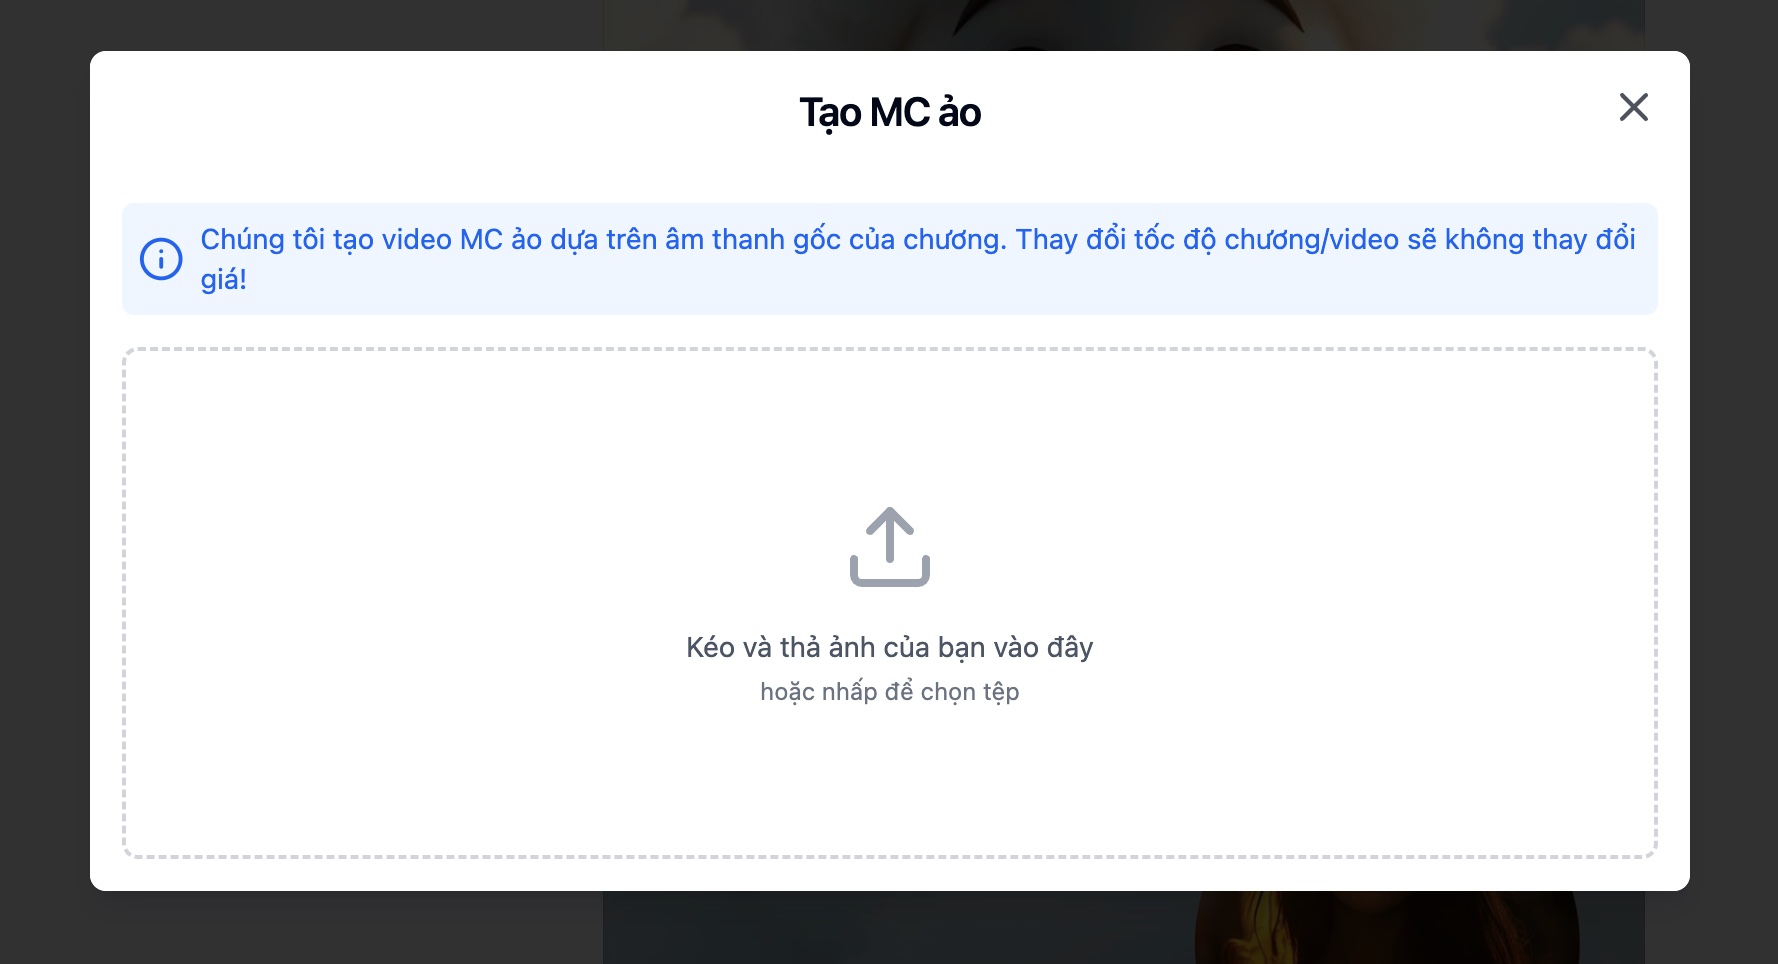 Tạo MC ảo
Chúng tôi tạo video MC ảo dựa trên âm thanh gốc của chương. Thay đổi tốc độ chương/video sẽ không thay đổi
giá!
Kéo và thả ảnh của bạn vào đây
hoặc nhấp để chọn tệp